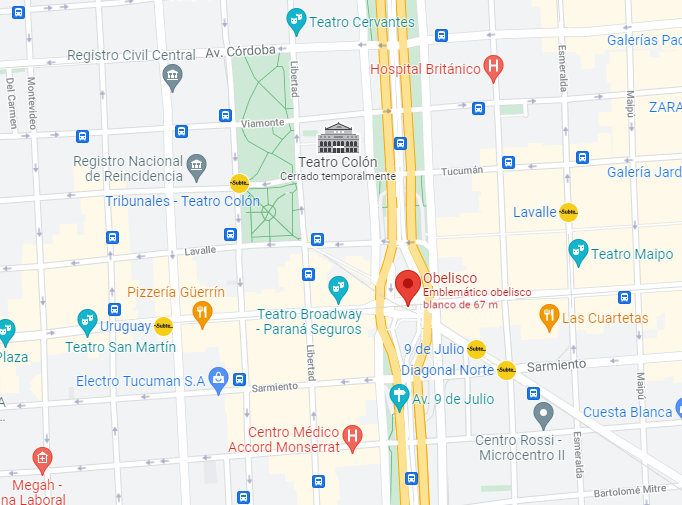 Teatro Cervantes
Galerías Pac
Av. Córdoba
Registro Civil Central
Hospital Británico
Esmeralda
Libertad
Del Carmen
Montevideo
Maipú
ZARA
Viamonte
Teatro Colón
Cerrado temporalmente
Registro Nacional
de Reincidencia
Tucumán
Galería Jard
Subte..
Tribunales - Teatro Colón
Lavalle
Subte..
Lavalle
Teatro Maipo
Obelisco
Emblemático obelisco
blanco de 67 m
Pizzería Güerrín
Teatro Broadway
- Paraná Seguros
Las Cuartetas
Uruguay
Subte..
Plaza
Teatro San Martín
9 de Julio
Subte..
Diagonal Norte
Subte..
Sarmiento
Libertad
Electro Tucuman S.A
Sarmiento
Maipú
Av. 9 de Julio
Cuesta Blanca
A...
Centro Médico
Accord Monserrat
Centro Rossi -
Microcentro II
Esmeralda
Megah -
na Laboral
Bartolomé Mitre